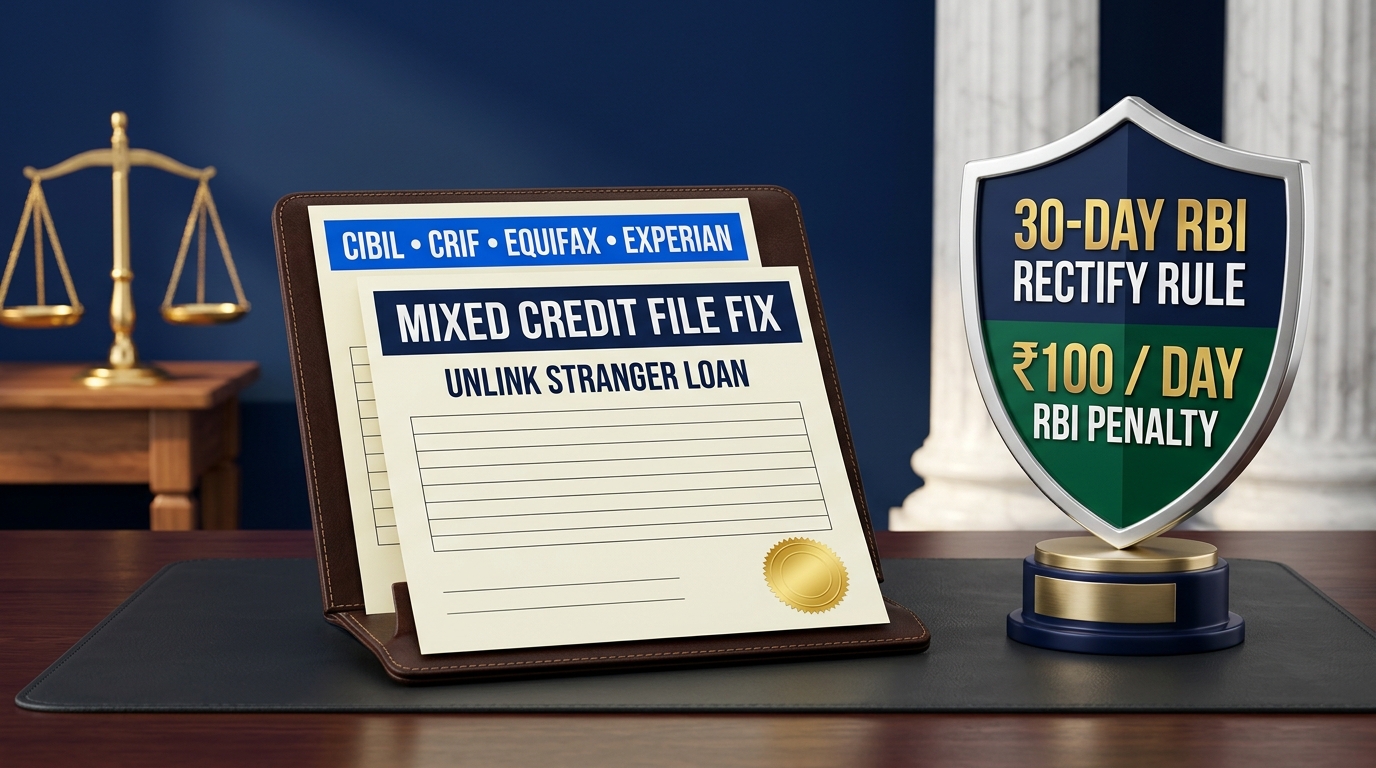 CIBIL • CRIF • EQUIFAX • EXPERIAN
MIXED CREDIT FILE FIX
UNLINK STRANGER LOAN
30-DAY RBI
RECTIFY RULE
₹100 / DAY
RBI PENALTY